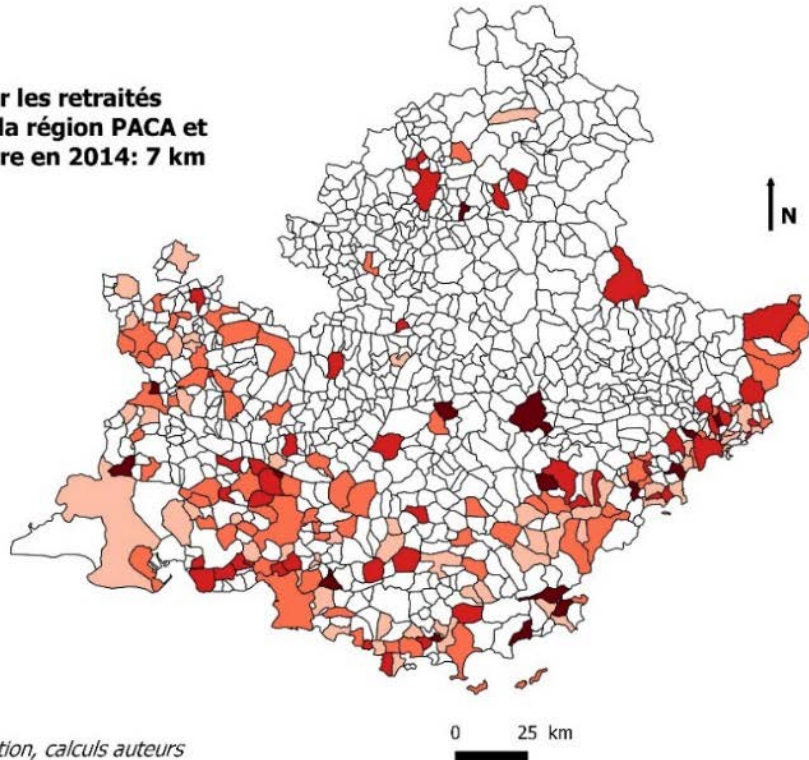 r les retraités
la région PACA et
re en 2014: 7 km
N
0 25 km
tion, calculs auteurs